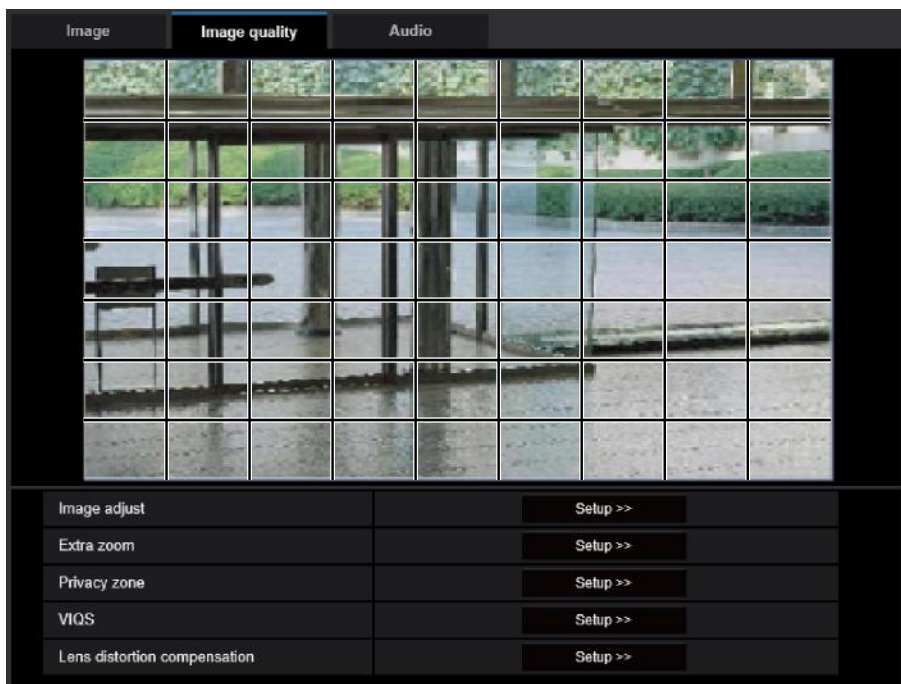 Image Image quality Audio
Image adjust Setup >>
Extra zoom Setup >>
Privacy zone Setup >>
VIQS Setup >>
Lens distortion compensation Setup >>